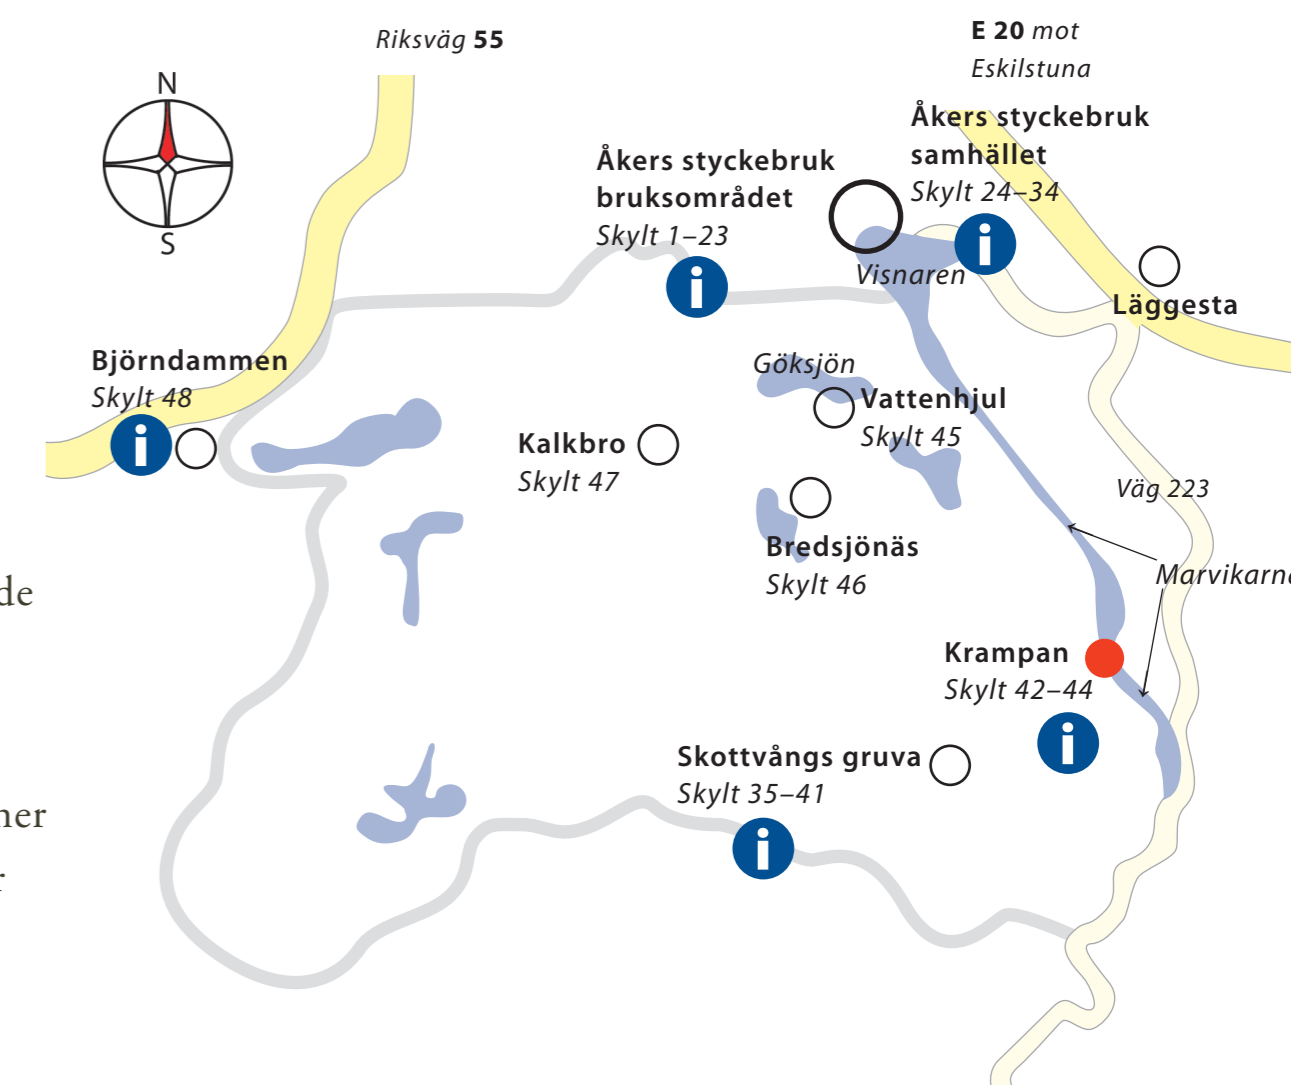 Riksväg 55
E 20 mot
Eskilstuna
N
S
Åkers styckebruk
samhället
Skylt 24–34
Åkers styckebruk
bruksområdet
Skylt 1–23
Visnaren
Läggesta
Björndammen
Skylt 48
Göksjön
Vattenhjul
Skylt 45
Kalkbro
Skylt 47
Väg 223
Bredsjönäs
Skylt 46
Marvikarna
de
Krampan
Skylt 42–44
Skottvångs gruva
Skylt 35–41
ner
r
i
i
i
i
i